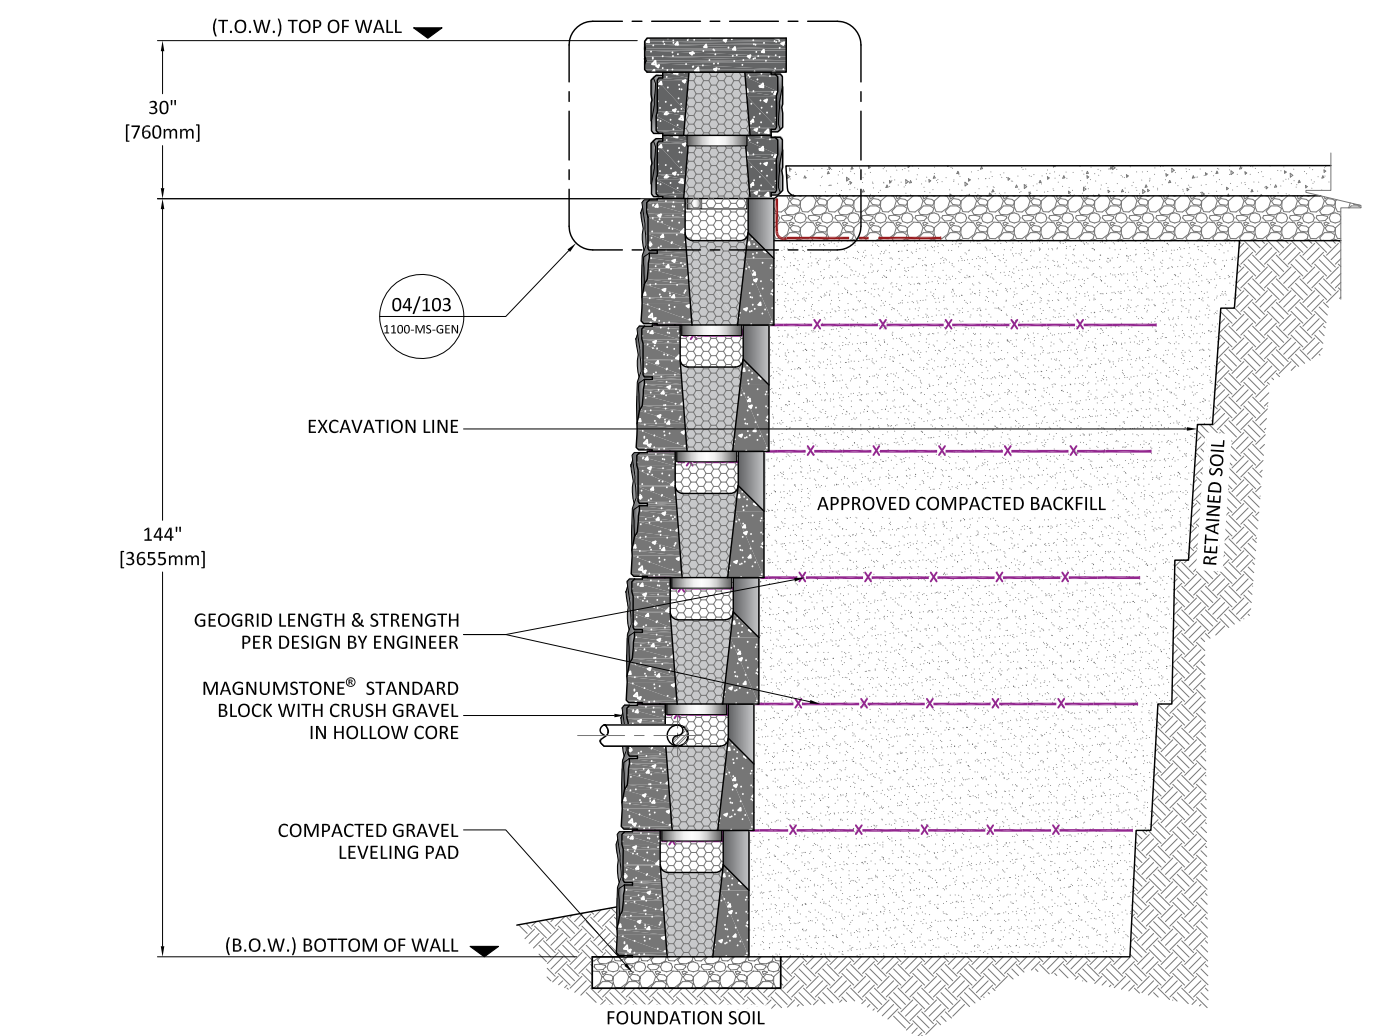 (T.O.W.) TOP OF WALL
30"
[760mm]
04/103
1100-MS-GEN
EXCAVATION LINE
RETAINED SOIL
APPROVED COMPACTED BACKFILL
144"
[3655mm]
GEOGRID LENGTH & STRENGTH
PER DESIGN BY ENGINEER
MAGNUMSTONE® STANDARD
BLOCK WITH CRUSH GRAVEL
IN HOLLOW CORE
COMPACTED GRAVEL
LEVELING PAD
(B.O.W.) BOTTOM OF WALL
FOUNDATION SOIL